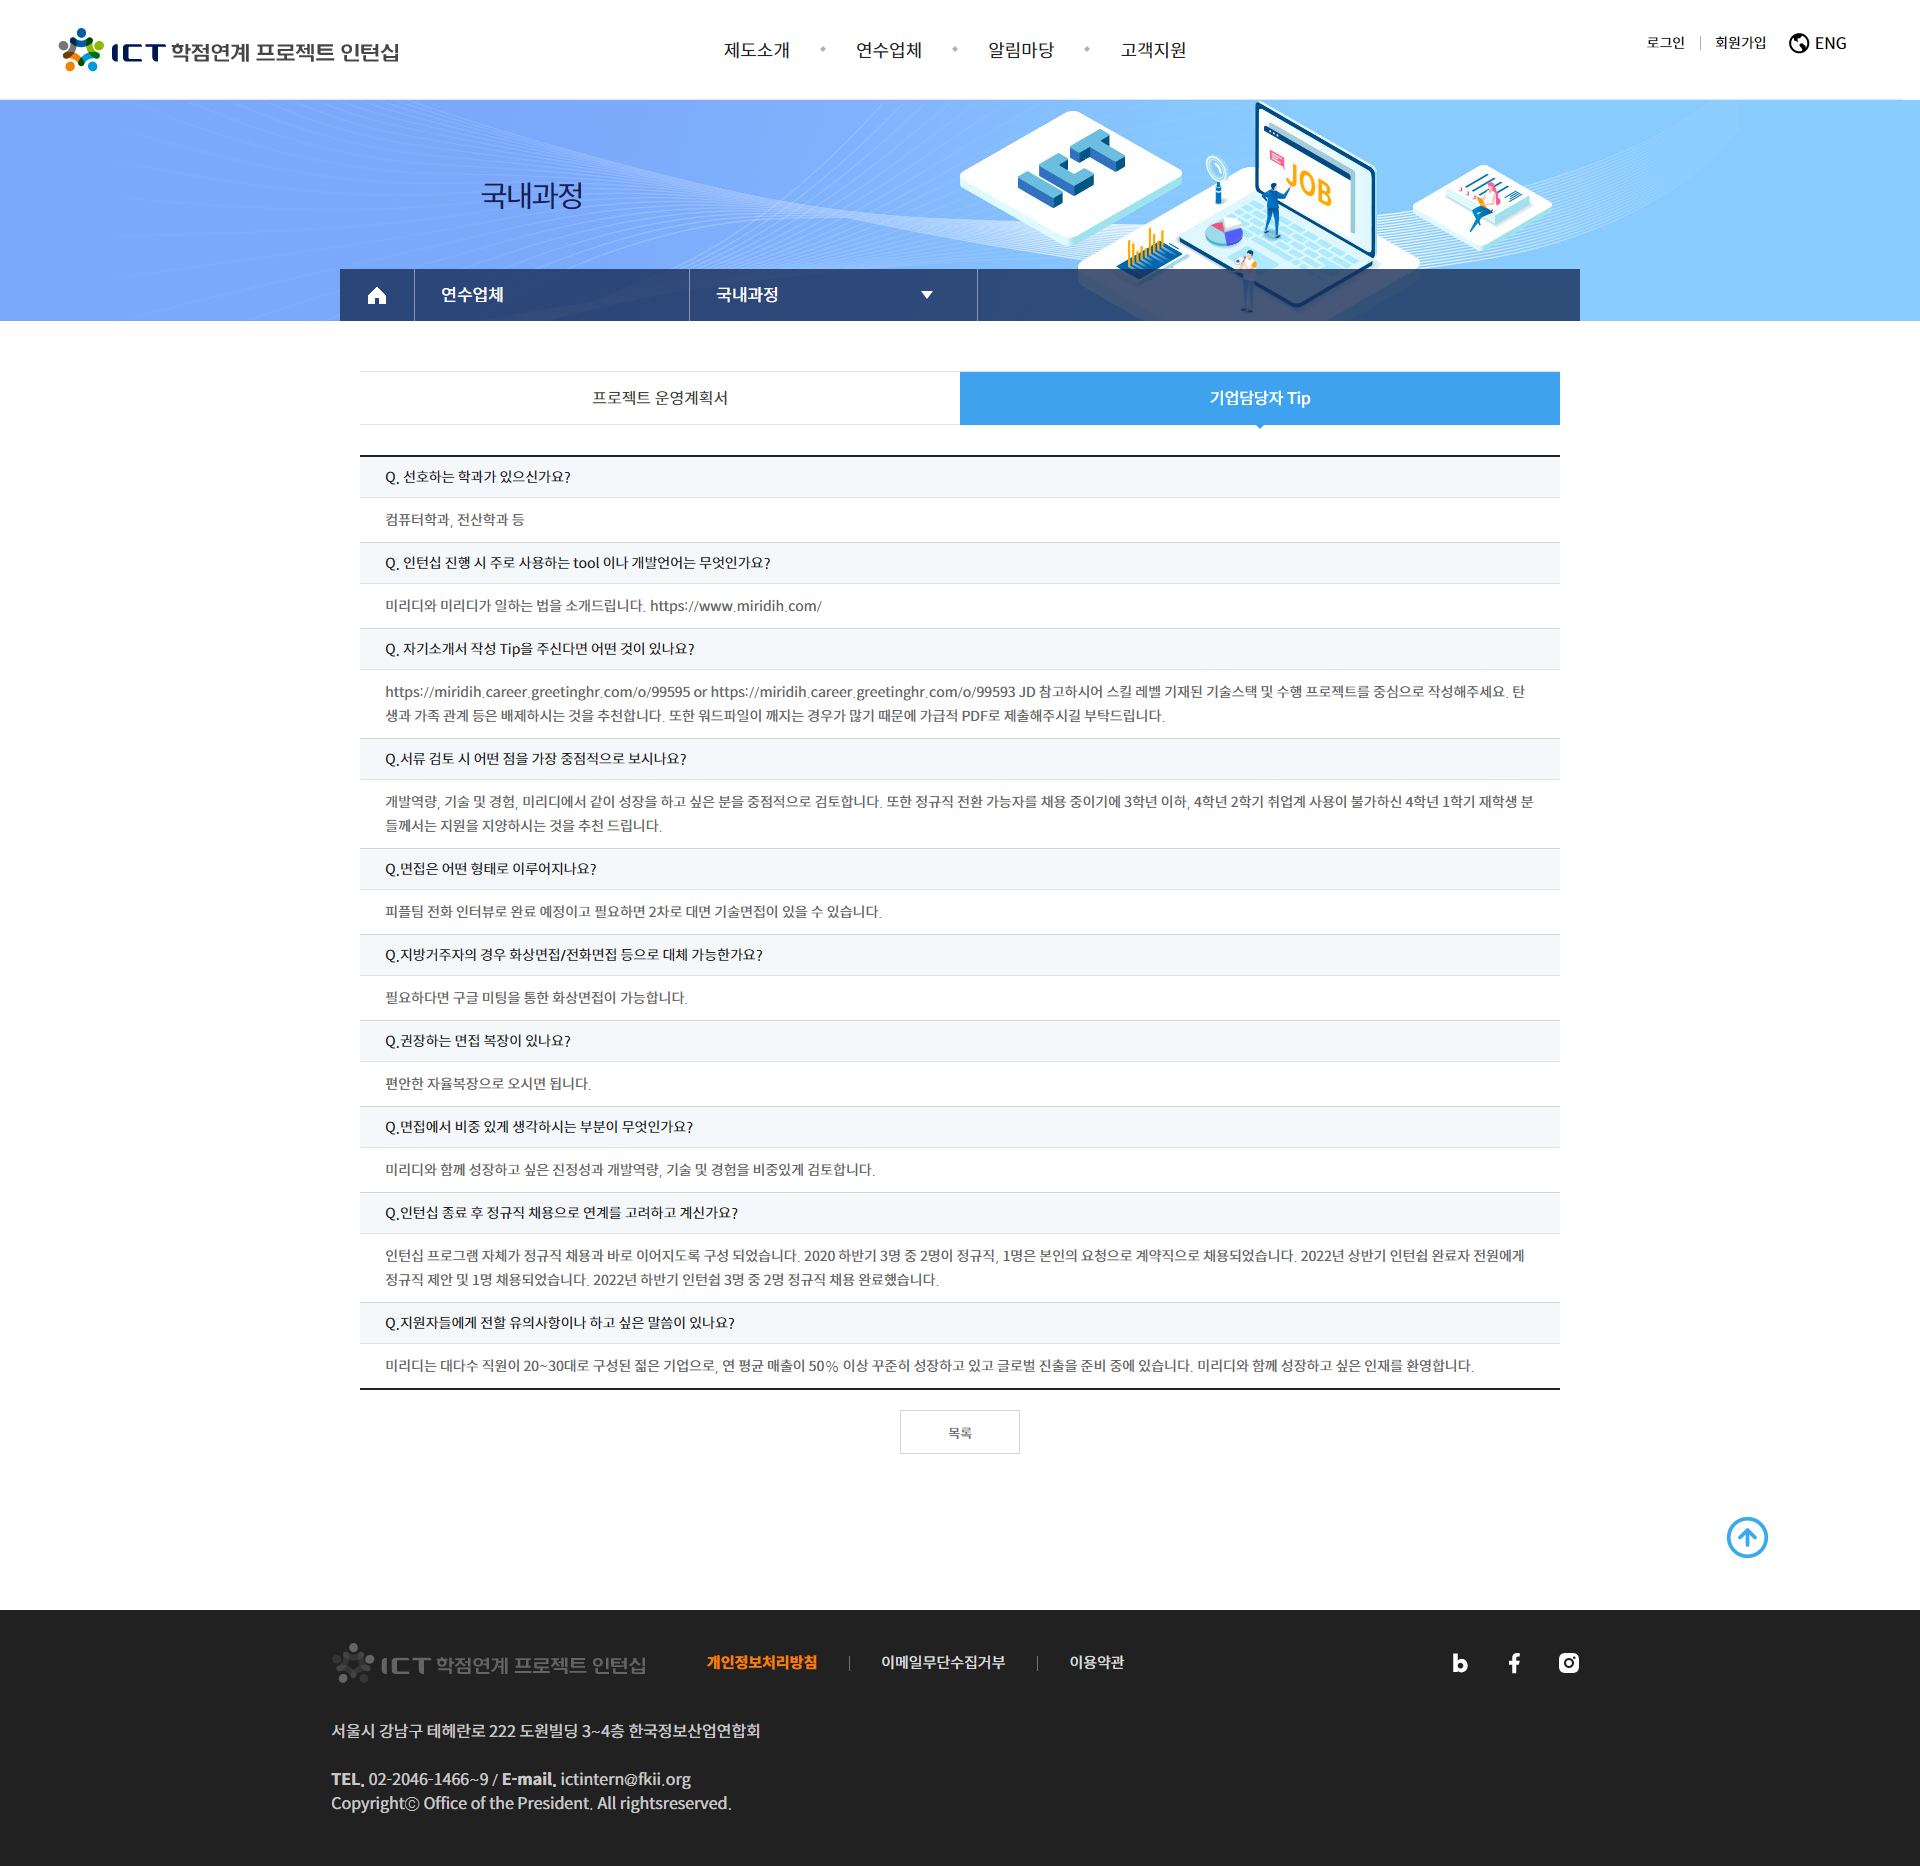 ICT 학점연계 프로젝트 인턴십
제도소개
연수업체
알림마당
고객지원
로그인
회원가입
ENG
국내과정
ICT
JOB
연수업체
국내과정
프로젝트 운영계획서
기업담당자 Tip
Q. 선호하는 학과가 있으신가요?
컴퓨터학과, 전산학과 등
Q. 인턴십 진행 시 주로 사용하는 tool 이나 개발언어는 무엇인가요?
미리디와 미리디가 일하는 법을 소개드립니다. https://www.miridih.com/
Q. 자기소개서 작성 Tip을 주신다면 어떤 것이 있나요?
https://miridih.career.greetinghr.com/o/99595 or https://miridih.career.greetinghr.com/o/99593 JD 참고하시어 스킬 레벨 기재된 기술스택 및 수행 프로젝트를 중심으로 작성해주세요. 탄
생과 가족 관계 등은 배제하시는 것을 추천합니다. 또한 워드파일이 깨지는 경우가 많기 때문에 가급적 PDF로 제출해주시길 부탁드립니다.
Q.서류 검토 시 어떤 점을 가장 중점적으로 보시나요?
개발역량, 기술 및 경험, 미리디에서 같이 성장을 하고 싶은 분을 중점적으로 검토합니다. 또한 정규직 전환 가능자를 채용 중이기에 3학년 이하, 4학년 2학기 취업계 사용이 불가하신 4학년 1학기 재학생 분
들께서는 지원을 지양하시는 것을 추천 드립니다.
Q.면접은 어떤 형태로 이루어지나요?
피플팀 전화 인터뷰로 완료 예정이고 필요하면 2차로 대면 기술면접이 있을 수 있습니다.
Q.지방거주자의 경우 화상면접/전화면접 등으로 대체 가능한가요?
필요하다면 구글 미팅을 통한 화상면접이 가능합니다.
Q.권장하는 면접 복장이 있나요?
편안한 자율복장으로 오시면 됩니다.
Q.면접에서 비중 있게 생각하시는 부분이 무엇인가요?
미리디와 함께 성장하고 싶은 진정성과 개발역량, 기술 및 경험을 비중있게 검토합니다.
Q.인턴십 종료 후 정규직 채용으로 연계를 고려하고 계신가요?
인턴십 프로그램 자체가 정규직 채용과 바로 이어지도록 구성 되었습니다. 2020 하반기 3명 중 2명이 정규직, 1명은 본인의 요청으로 계약직으로 채용되었습니다. 2022년 상반기 인턴쉽 완료자 전원에게
정규직 제안 및 1명 채용되었습니다. 2022년 하반기 인턴쉽 3명 중 2명 정규직 채용 완료했습니다.
Q.지원자들에게 전할 유의사항이나 하고 싶은 말씀이 있나요?
미리디는 대다수 직원이 20~30대로 구성된 젊은 기업으로, 연 평균 매출이 50% 이상 꾸준히 성장하고 있고 글로벌 진출을 준비 중에 있습니다. 미리디와 함께 성장하고 싶은 인재를 환영합니다.
목록
ICT 학점연계 프로젝트 인턴십
개인정보처리방침
이메일무단수집거부
이용약관
서울시 강남구 테헤란로 222 도원빌딩 3~4층 한국정보산업연합회
TEL. 02-2046-1466~9 / E-mail. ictintern@fkii.org
Copyrightⓒ Office of the President. All rightsreserved.